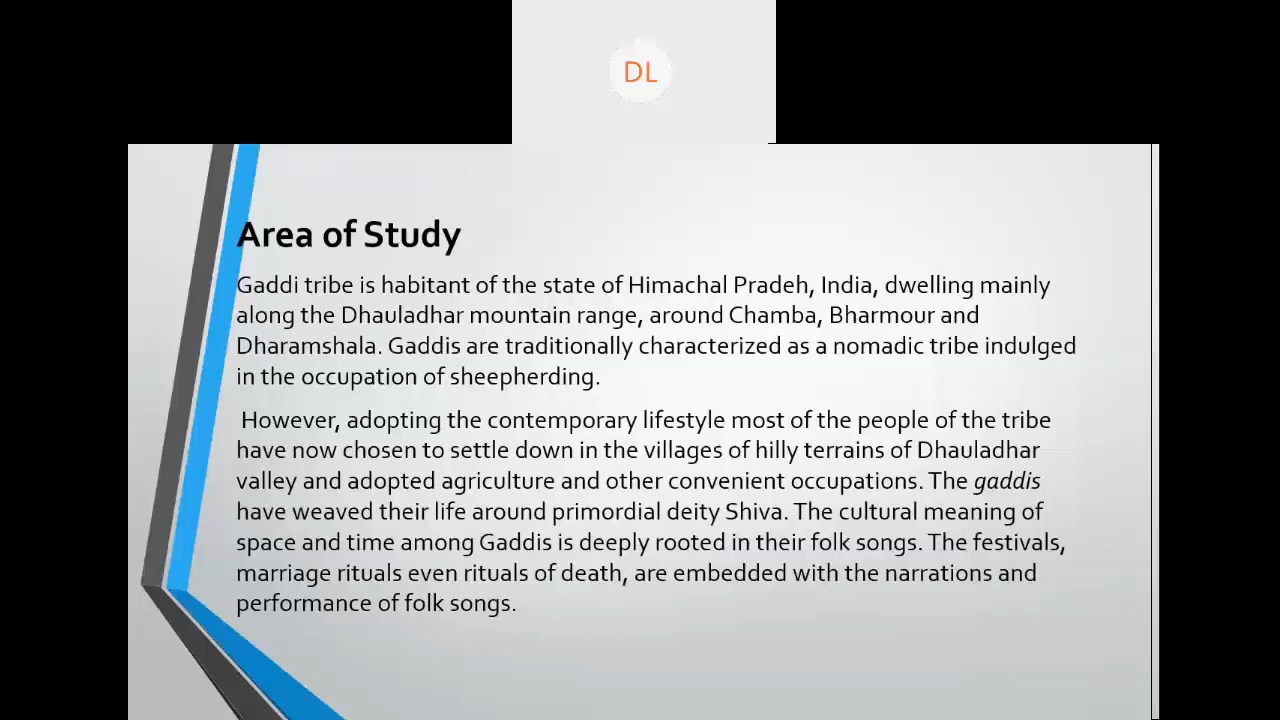 DL
Area of Study
Gaddi tribe is habitant of the state of Himachal Pradeh, India, dwelling mainly
along the Dhauladhar mountain range, around Chamba, Bharmour and
Dharamshala. Gaddis are traditionally characterized as a nomadic tribe indulged
in the occupation of sheepherding.
However, adopting the contemporary lifestyle most of the people of the tribe
have now chosen to settle down in the villages of hilly terrains of Dhauladhar
valley and adopted agriculture and other convenient occupations. The gaddis
have weaved their life around primordial deity Shiva. The cultural meaning of
space and time among Gaddis is deeply rooted in their folk songs. The festivals,
marriage rituals even rituals of death, are embedded with the narrations and
performance of folk songs.